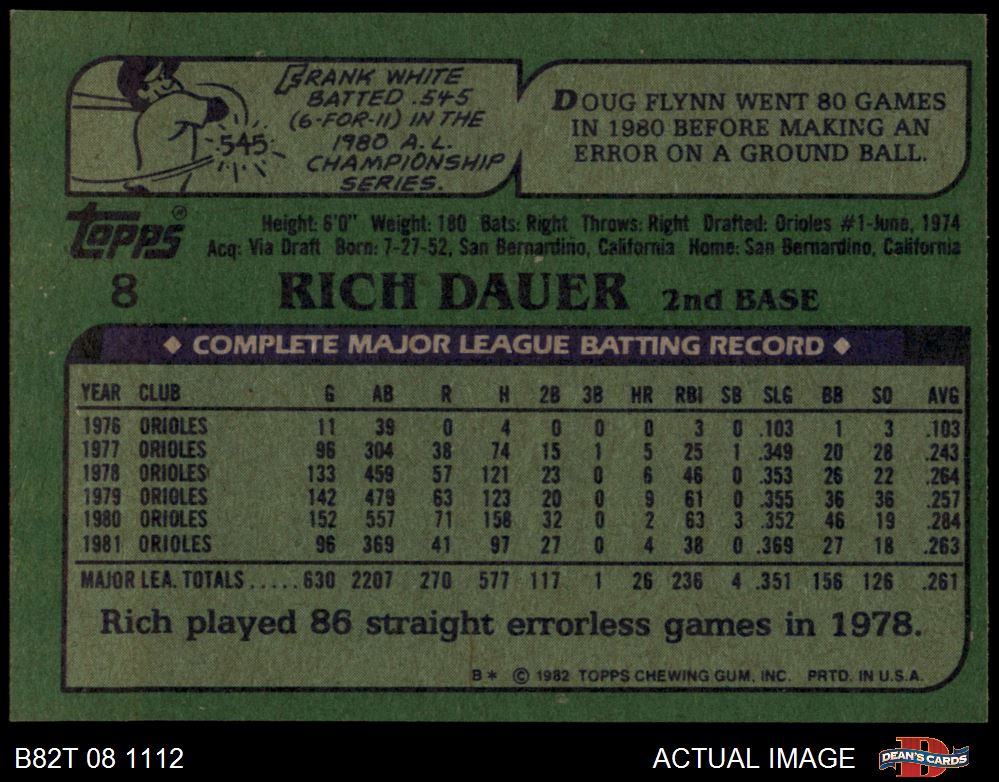 FRANK WHITE
BATTED .545
(6-FOR-11) IN THE
1980 A.L.
CHAMPIONSHIP
SERIES.
.545
DOUG FLYNN WENT 80 GAMES
IN 1980 BEFORE MAKING AN
ERROR ON A GROUND BALL.
Topps®
Height: 6'0" Weight: 180 Bats: Right Throws: Right Drafted: Orioles #1-June, 1974
Acq: Via Draft Born: 7-27-52, San Bernardino, California Home: San Bernardino, California
8 RICH DAUER 2nd BASE
◆ COMPLETE MAJOR LEAGUE BATTING RECORD ◆
YEAR CLUB G AB R H 2B 3B HR RBI SB SLG BB SO AVG
1976 ORIOLES 11 39 0 4 0 0 0 3 0 .103 1 3 .103
1977 ORIOLES 96 304 38 74 15 1 5 25 1 .349 20 28 .243
1978 ORIOLES 133 459 57 121 23 0 6 46 0 .353 26 22 .264
1979 ORIOLES 142 479 63 123 20 0 9 61 0 .355 36 36 .257
1980 ORIOLES 152 557 71 158 32 0 2 63 3 .352 46 19 .284
1981 ORIOLES 96 369 41 97 27 0 4 38 0 .369 27 18 .263
MAJOR LEA. TOTALS ..... 630 2207 270 577 117 1 26 236 4 .351 156 126 .261
Rich played 86 straight errorless games in 1978.
B* © 1982 TOPPS CHEWING GUM, INC. PRTD. IN U.S.A.
B82T 08 1112 ACTUAL IMAGE DEAN'S CARDS